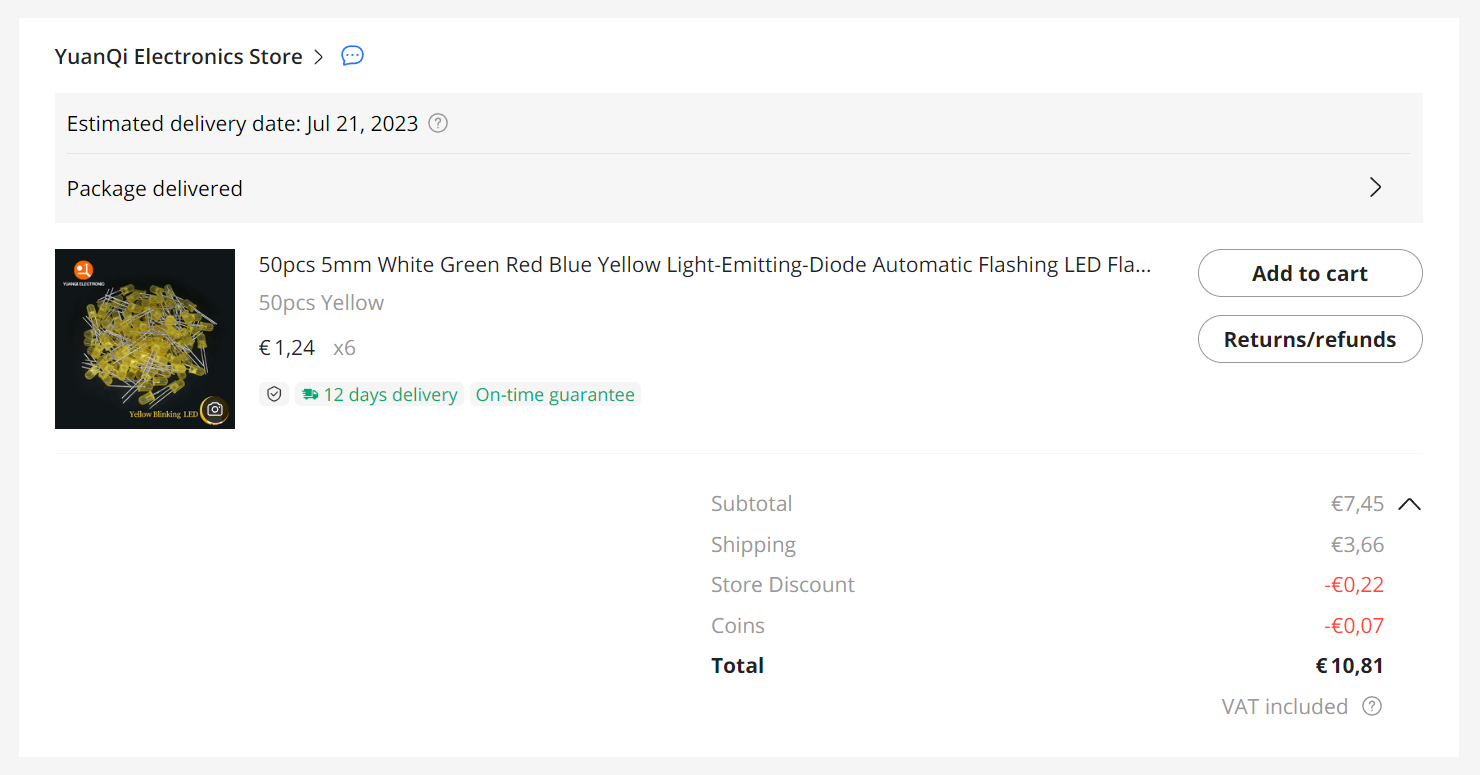 YuanQi Electronics Store
Estimated delivery date: Jul 21, 2023
Package delivered
YUANQI ELECTRONIC
Yellow Blinking LED
50pcs 5mm White Green Red Blue Yellow Light-Emitting-Diode Automatic Flashing LED Fla...
50pcs Yellow
€ 1,24 x6
12 days delivery On-time guarantee
Add to cart
Returns/refunds
Subtotal €7,45
Shipping €3,66
Store Discount -€0,22
Coins -€0,07
Total € 10,81
VAT included